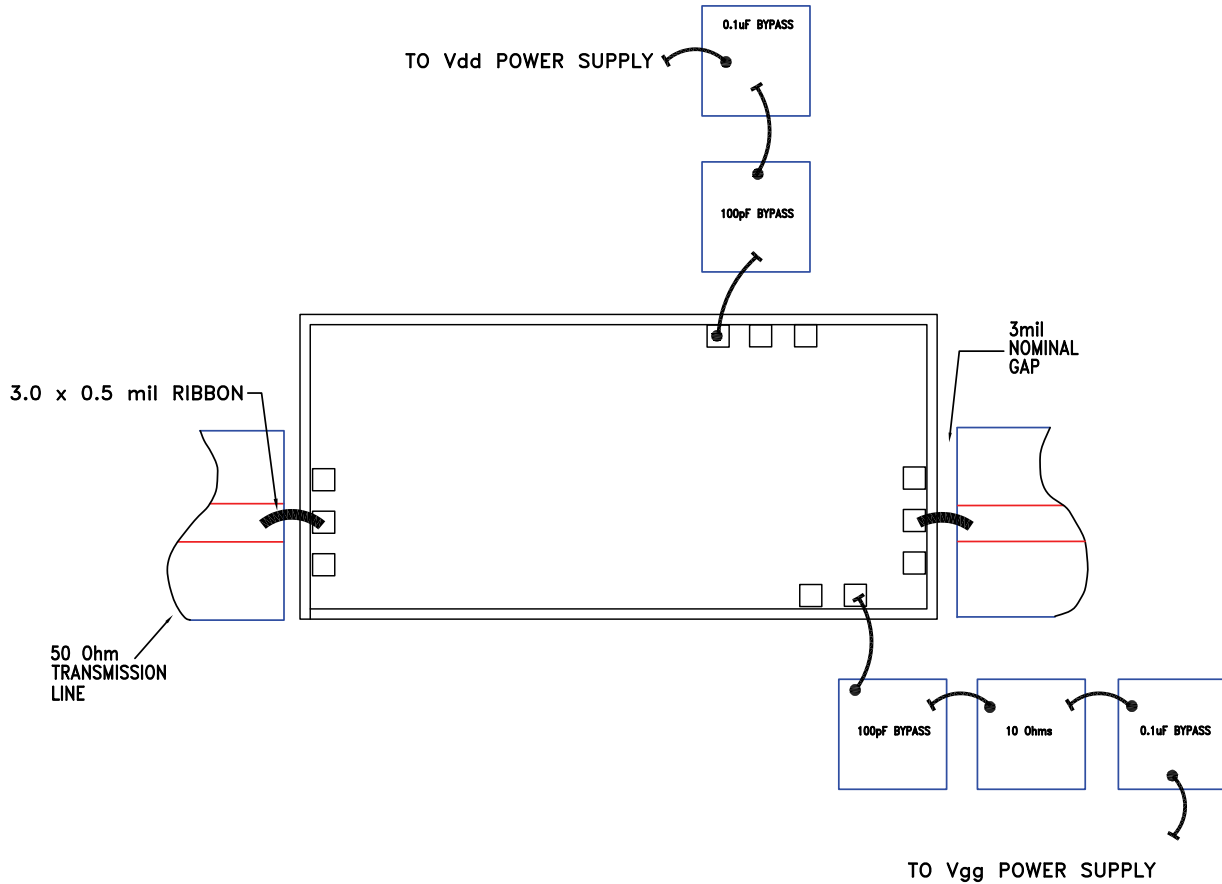 0.1uF BYPASS
TO Vdd POWER SUPPLY
100pF BYPASS
3mil
NOMINAL
GAP
3.0 x 0.5 mil RIBBON
50 Ohm
TRANSMISSION
LINE
100pF BYPASS
10 Ohms
0.1uF BYPASS
TO Vgg POWER SUPPLY